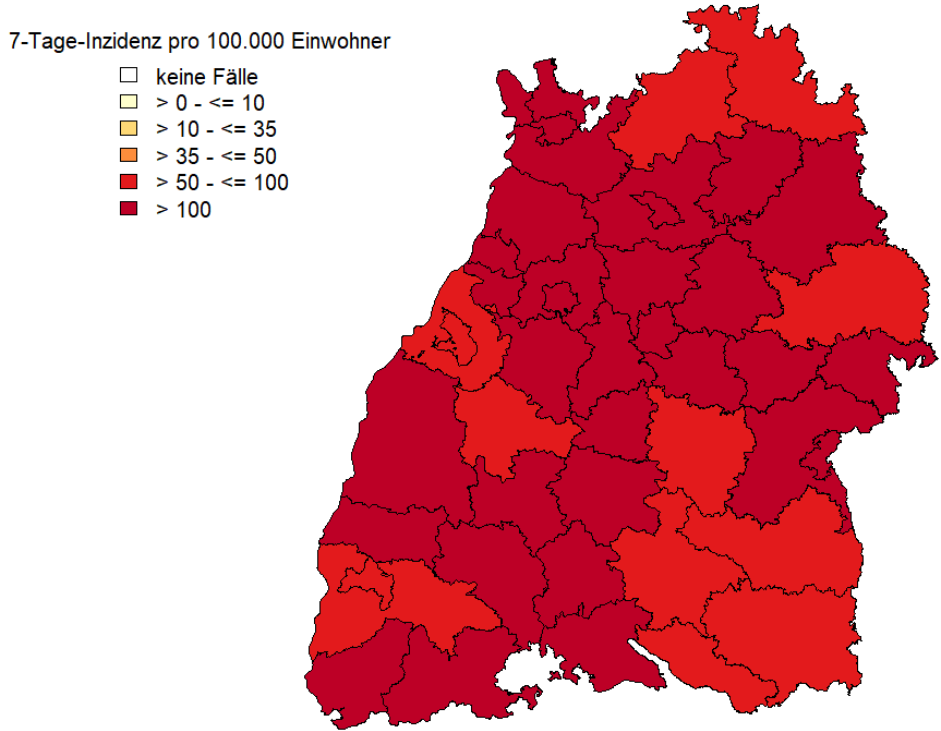 7-Tage-Inzidenz pro 100.000 Einwohner
keine Fälle
> 0 - <= 10
> 10 - <= 35
> 35 - <= 50
> 50 - <= 100
> 100